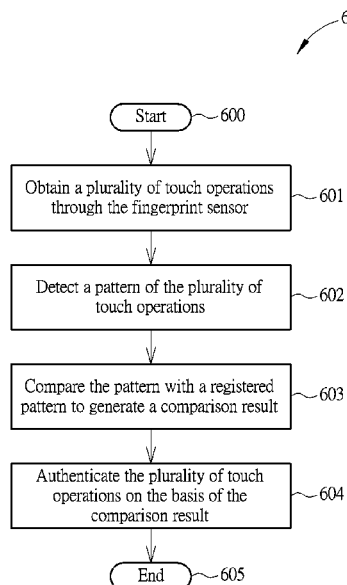 6
Start
600
Obtain a plurality of touch operations
through the fingerprint sensor
601
Detect a pattern of the plurality of
touch operations
602
Compare the pattern with a registered
pattern to generate a comparison result
603
Authenticate the plurality of touch
operations on the basis of the
comparison result
604
End
605